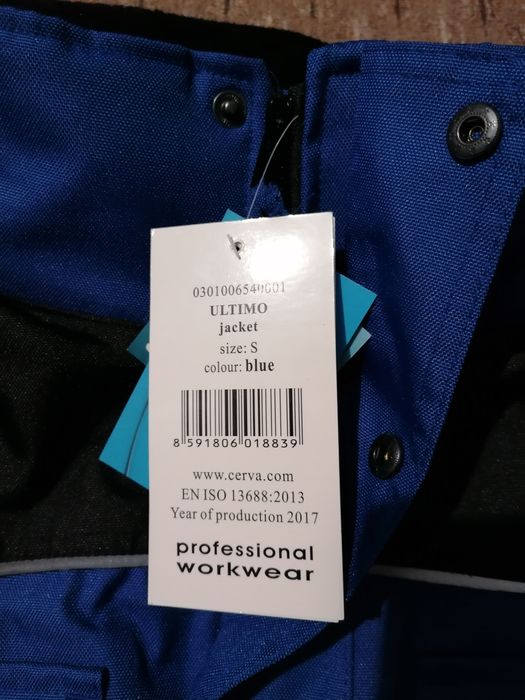 0301006540001
ULTIMO
jacket
size: S
colour: blue
8 591806 018839
www.cerva.com
EN ISO 13688:2013
Year of production 2017
professional
workwear